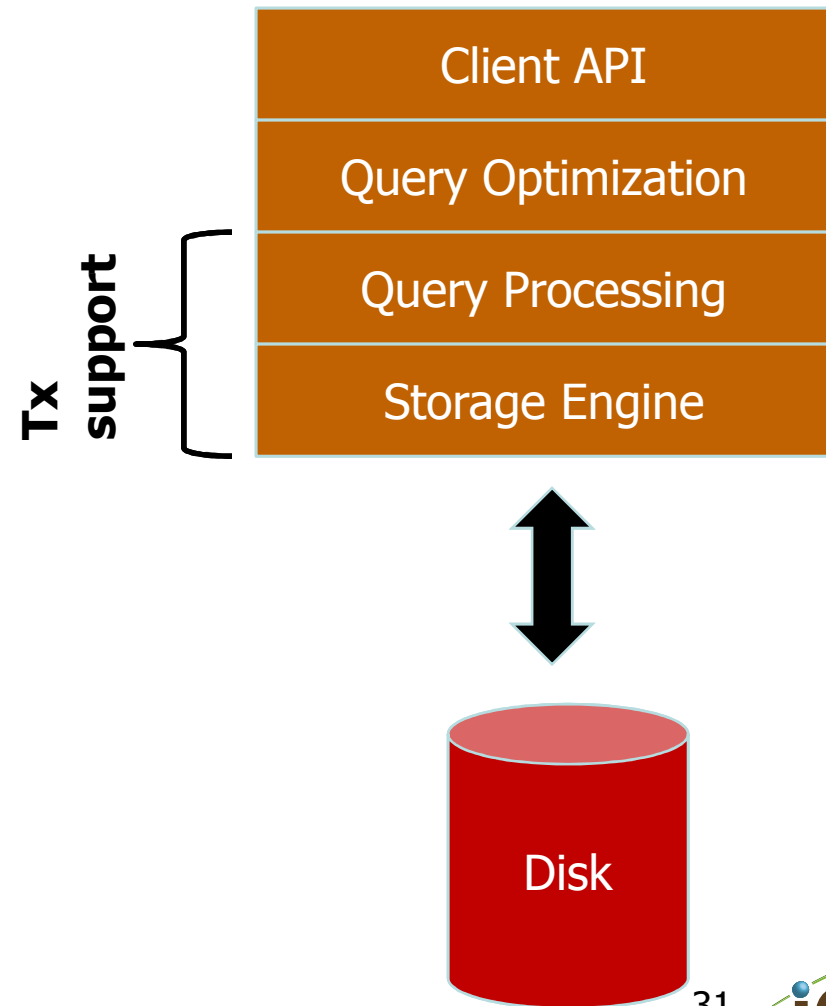 Client API
Query Optimization
Tx
support
Query Processing
Storage Engine
Disk
31